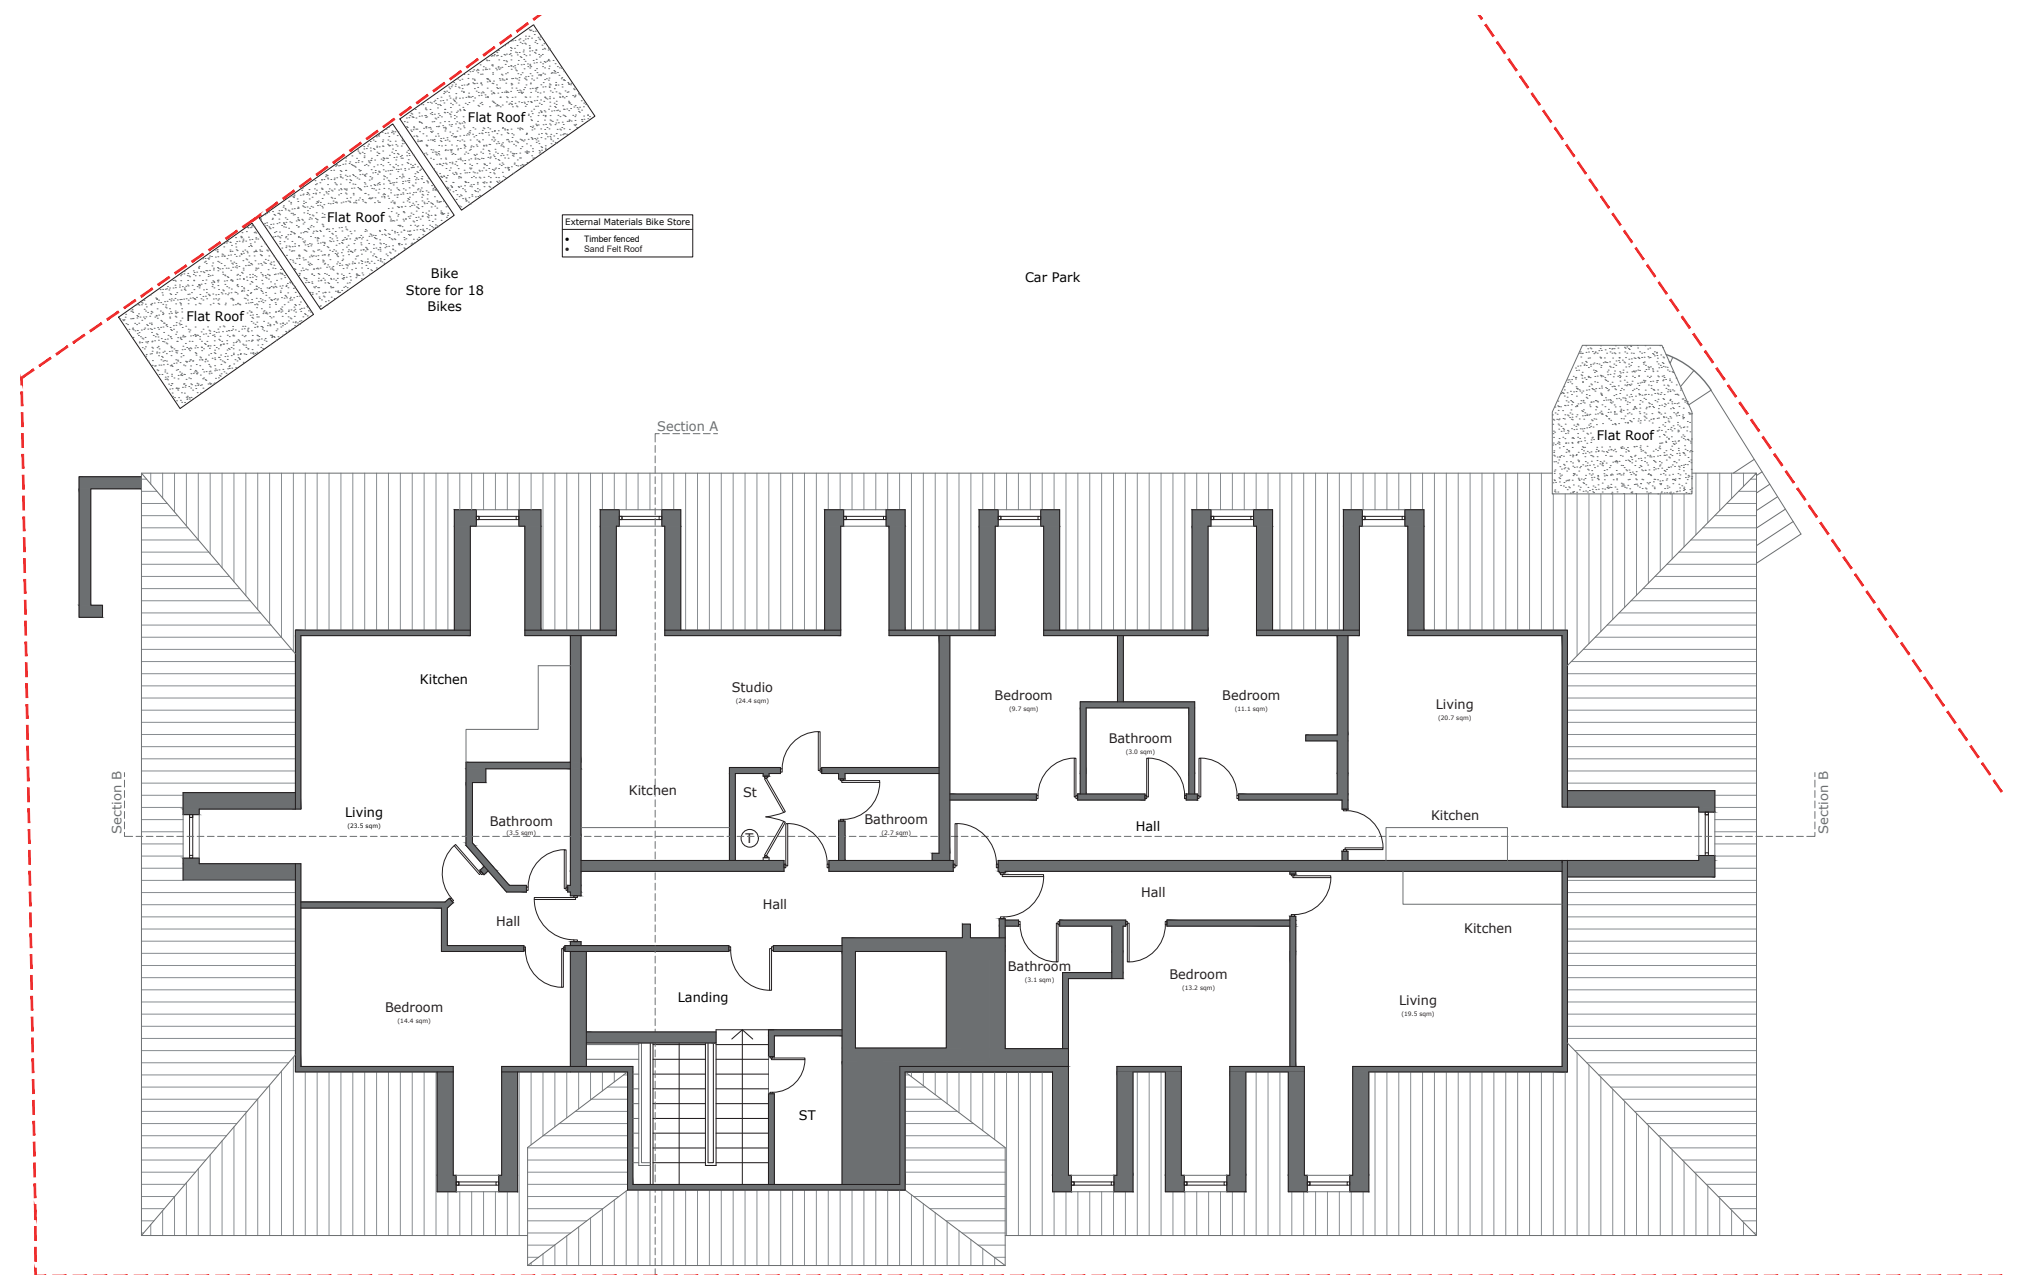 Flat Roof
Flat Roof
Flat Roof
External Materials Bike Store
• Timber fenced
• Sand Felt Roof
Bike
Store for 18
Bikes
Car Park
Flat Roof
Section A
Kitchen
Studio
(24.4 sqm)
Bedroom
(9.7 sqm)
Bedroom
(11.1 sqm)
Living
(20.7 sqm)
Bathroom
(3.0 sqm)
Section B
Living
(23.5 sqm)
Bathroom
(3.5 sqm)
Kitchen
St
T
Bathroom
(2.7 sqm)
Hall
Kitchen
Section B
Hall
Hall
Hall
Kitchen
Bedroom
(14.4 sqm)
Landing
Bathroom
(3.1 sqm)
Bedroom
(13.2 sqm)
Living
(19.5 sqm)
ST